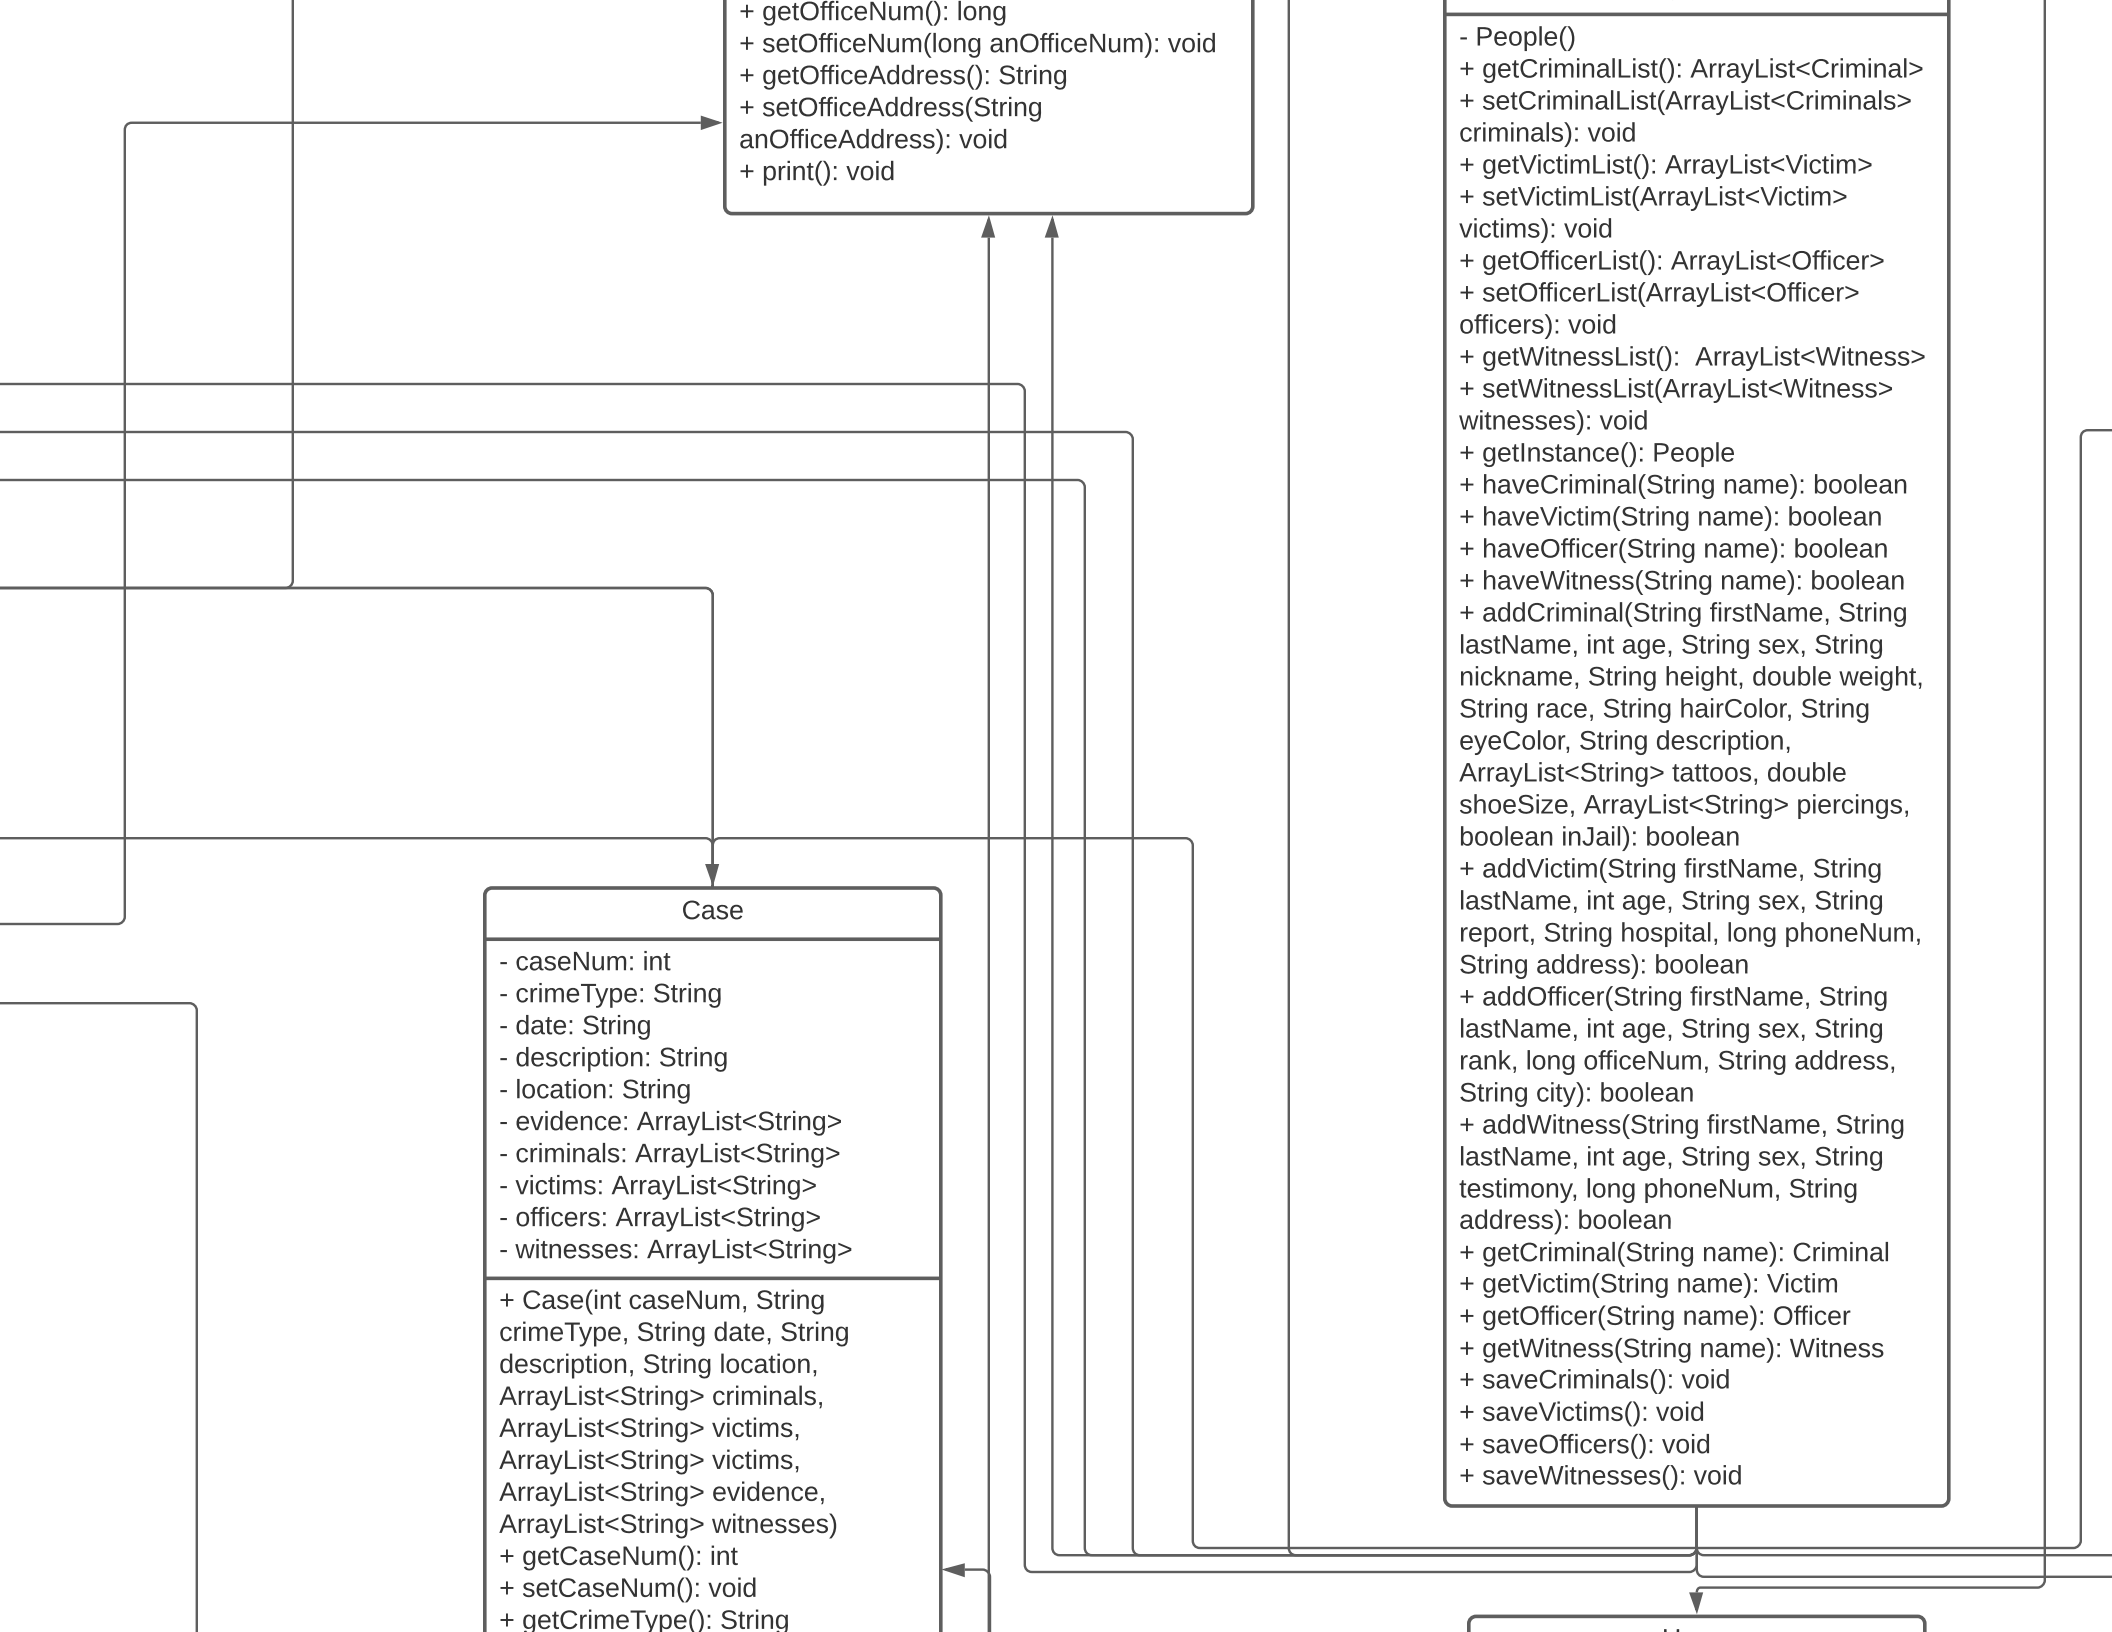 + getOfficeNum(): long
+ setOfficeNum(long anOfficeNum): void
+ getOfficeAddress(): String
+ setOfficeAddress(String
anOfficeAddress): void
+ print(): void
- People()
+ getCriminalList(): ArrayList<Criminal>
+ setCriminalList(ArrayList<Criminals>
criminals): void
+ getVictimList(): ArrayList<Victim>
+ setVictimList(ArrayList<Victim>
victims): void
+ getOfficerList(): ArrayList<Officer>
+ setOfficerList(ArrayList<Officer>
officers): void
+ getWitnessList():  ArrayList<Witness>
+ setWitnessList(ArrayList<Witness>
witnesses): void
+ getInstance(): People
+ haveCriminal(String name): boolean
+ haveVictim(String name): boolean
+ haveOfficer(String name): boolean
+ haveWitness(String name): boolean
+ addCriminal(String firstName, String
lastName, int age, String sex, String
nickname, String height, double weight,
String race, String hairColor, String
eyeColor, String description,
ArrayList<String> tattoos, double
shoeSize, ArrayList<String> piercings,
boolean inJail): boolean
+ addVictim(String firstName, String
lastName, int age, String sex, String
report, String hospital, long phoneNum,
String address): boolean
+ addOfficer(String firstName, String
lastName, int age, String sex, String
rank, long officeNum, String address,
String city): boolean
+ addWitness(String firstName, String
lastName, int age, String sex, String
testimony, long phoneNum, String
address): boolean
+ getCriminal(String name): Criminal
+ getVictim(String name): Victim
+ getOfficer(String name): Officer
+ getWitness(String name): Witness
+ saveCriminals(): void
+ saveVictims(): void
+ saveOfficers(): void
+ saveWitnesses(): void
Case
- caseNum: int
- crimeType: String
- date: String
- description: String
- location: String
- evidence: ArrayList<String>
- criminals: ArrayList<String>
- victims: ArrayList<String>
- officers: ArrayList<String>
- witnesses: ArrayList<String>
+ Case(int caseNum, String
crimeType, String date, String
description, String location,
ArrayList<String> criminals,
ArrayList<String> victims,
ArrayList<String> victims,
ArrayList<String> evidence,
ArrayList<String> witnesses)
+ getCaseNum(): int
+ setCaseNum(): void
+ getCrimeType(): String